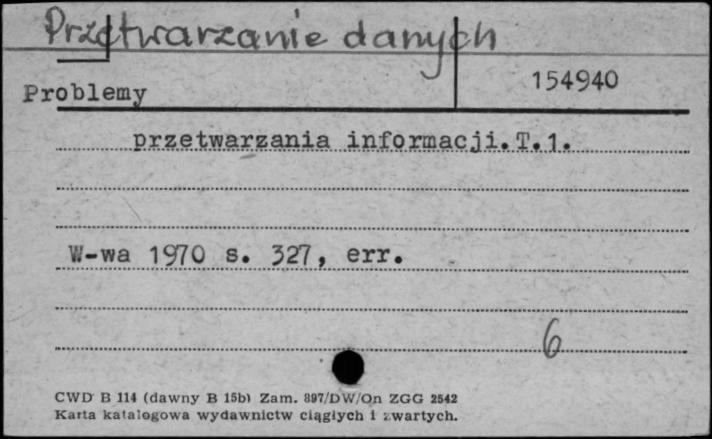 Przetwarzanie danych
154940
Problemy
przetwarzania informacji.T.1.
W-wa 1970 s. 327, err.
6
CWD B 114 (dawny B 15b) Zam. 897/DW/On ZGG 2542
Karta katalogowa wydawnictw ciągłych i zwartych.